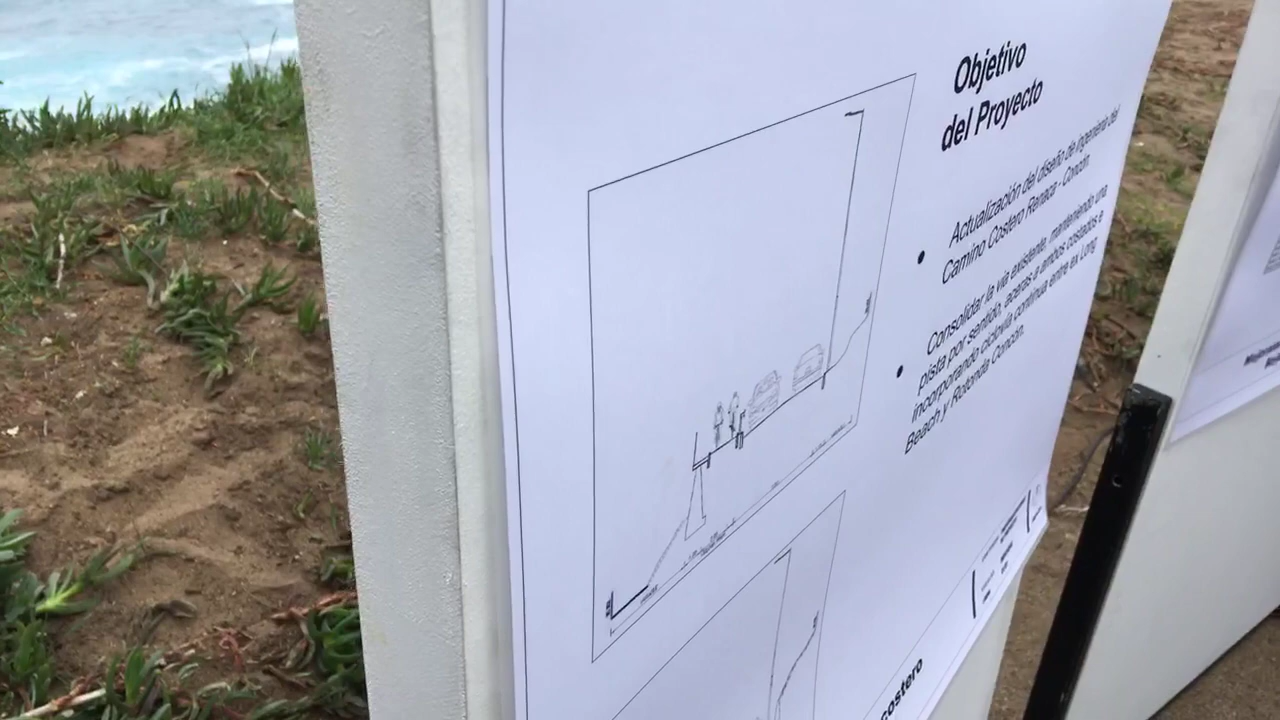 Objetivo
del Proyecto
Actualización del diseño de ingeniería del
Camino Costero Reñaca - Concón
Consolidar la vía existente, manteniendo una
pista por sentido, aceras a ambos costados e
incorporando ciclovía continua entre ex Long
Beach y Rotonda Concón.
costero